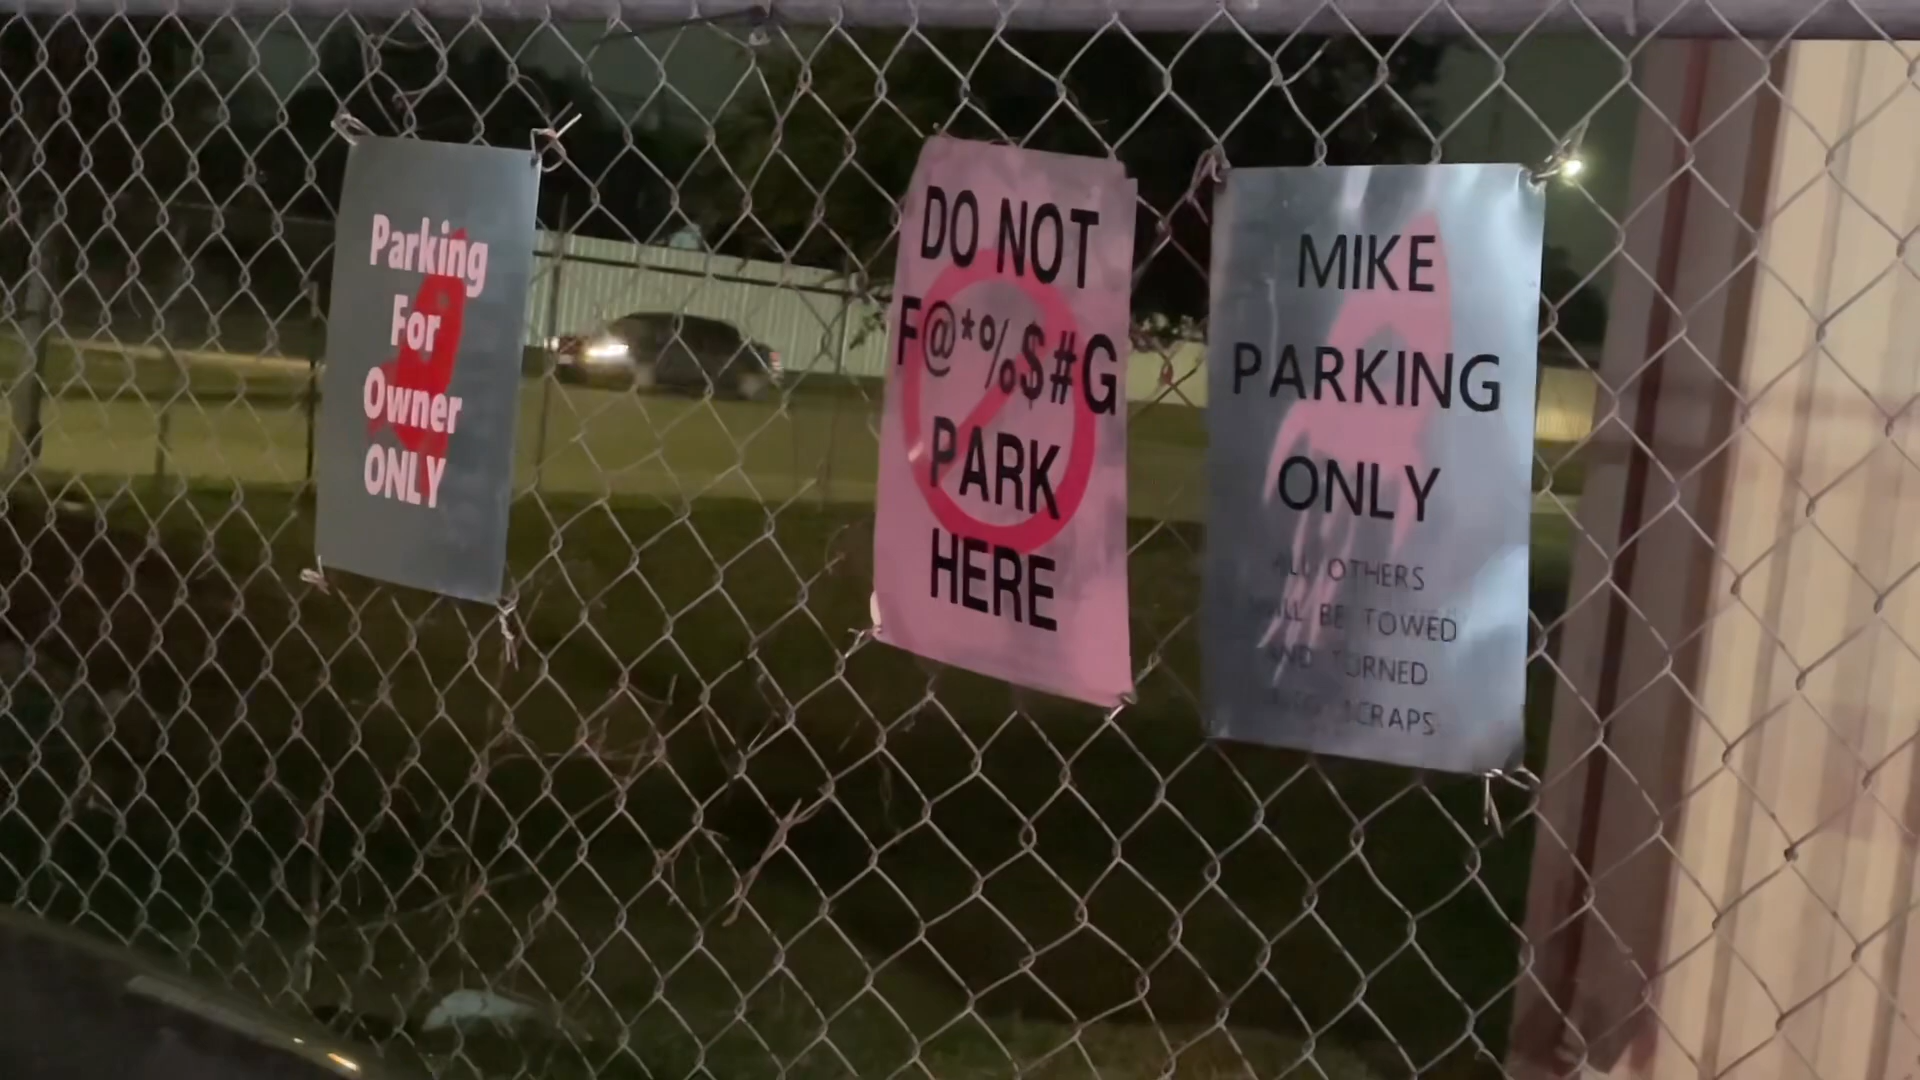 Parking
For
Owner
ONLY
DO NOT
F@*%$#G
PARK
HERE
MIKE
PARKING
ONLY
ALL OTHERS
WILL BE TOWED
AND TURNED
INTO SCRAPS